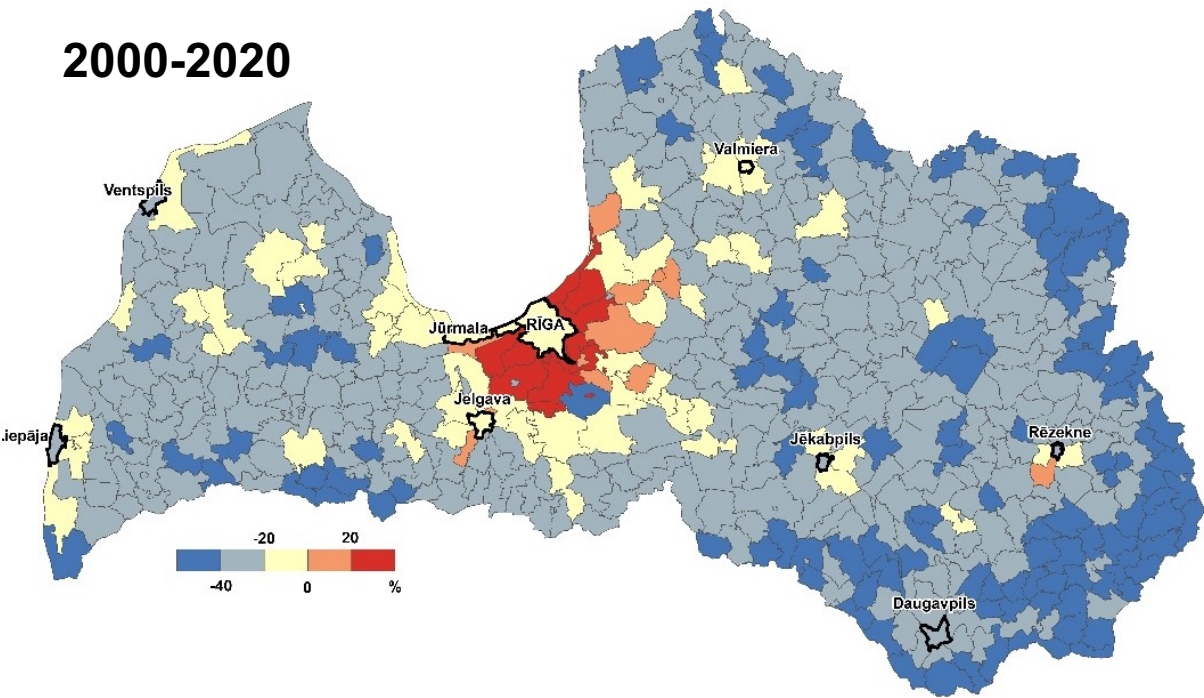 2000-2020
Valmiera
Ventspils
Jūrmala
RĪGA
Jelgava
.iepāja
Jēkabpils
Rēzekne
-20
20
-40
0
%
Daugavpils